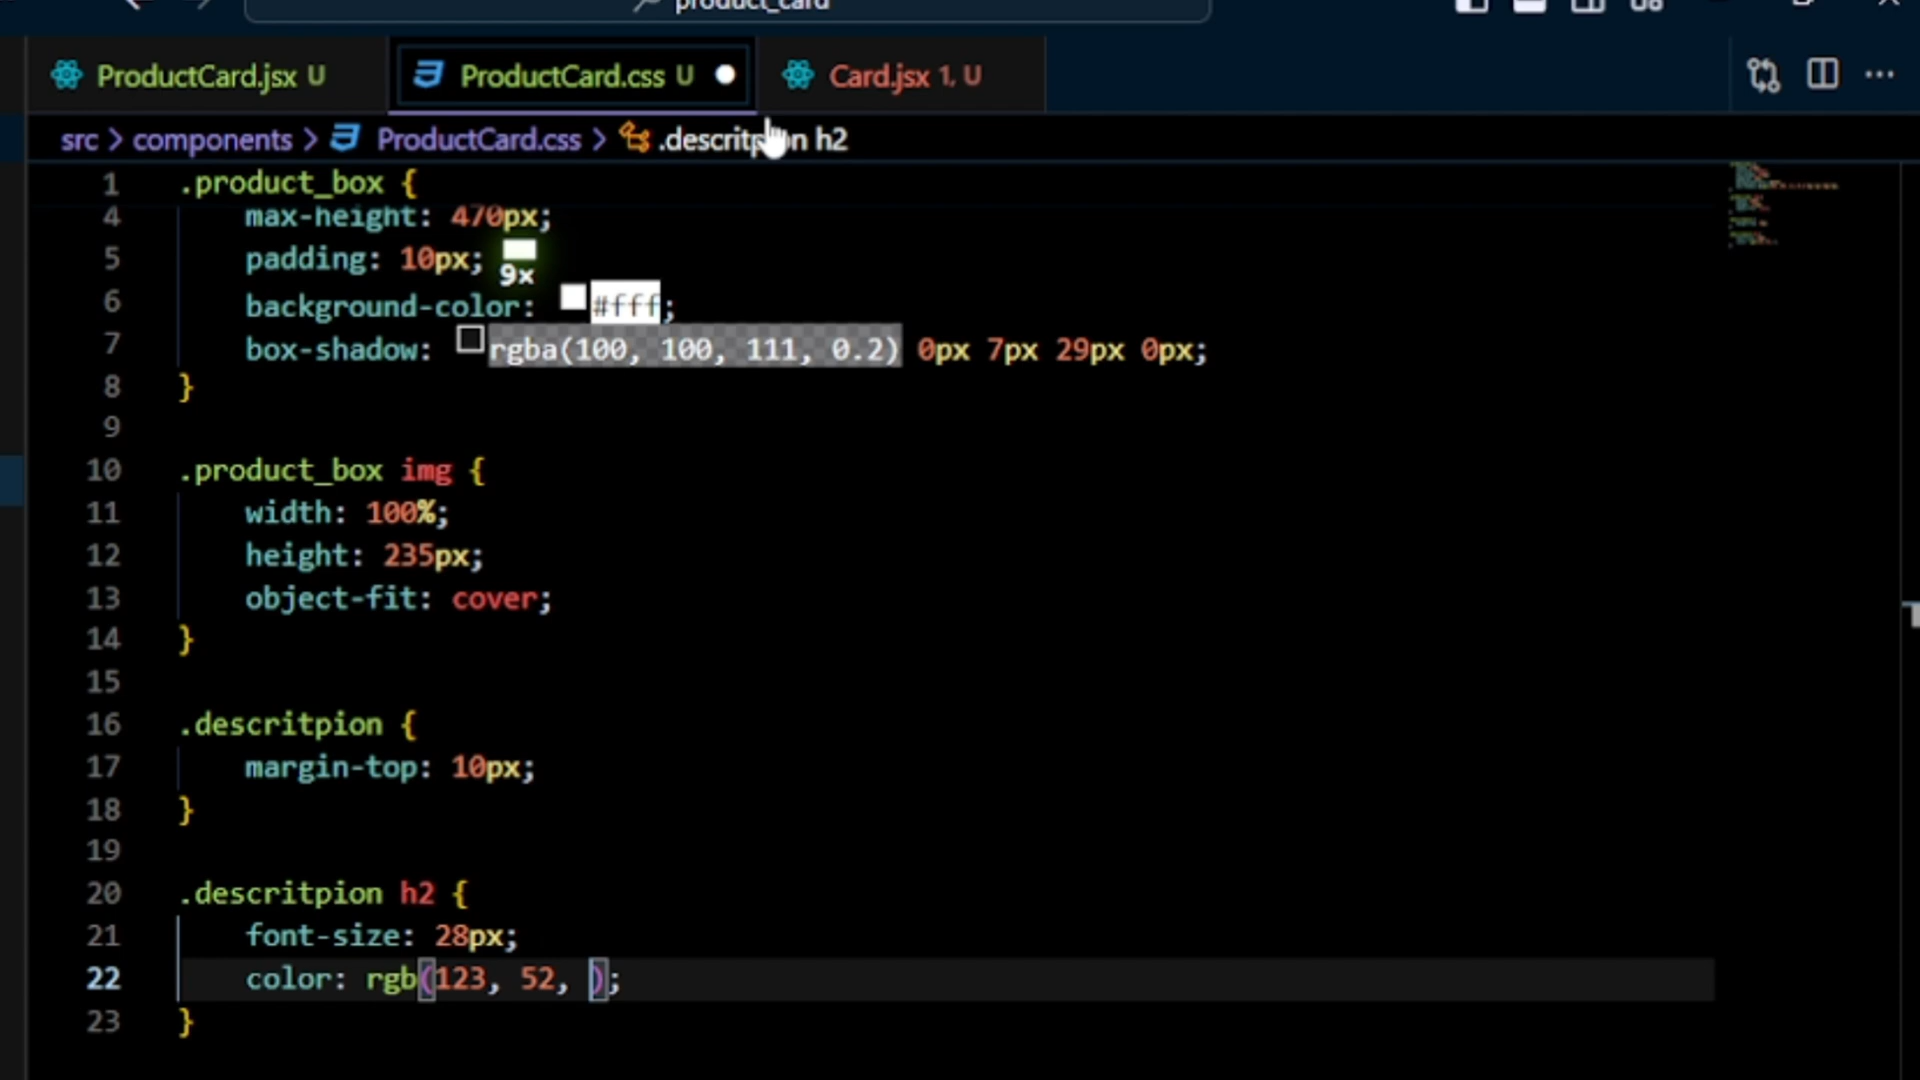 product_card
ProductCard.jsx U
ProductCard.css U
Card.jsx 1, U
src > components > ProductCard.css > .descritpion h2
1 .product_box {
4 max-height: 470px;
5 padding: 10px;
9x
6 background-color: #fff;
7 box-shadow: rgba(100, 100, 111, 0.2) 0px 7px 29px 0px;
8 }
9
10 .product_box img {
11 width: 100%;
12 height: 235px;
13 object-fit: cover;
14 }
15
16 .descritpion {
17 margin-top: 10px;
18 }
19
20 .descritpion h2 {
21 font-size: 28px;
22 color: rgb(123, 52, );
23 }